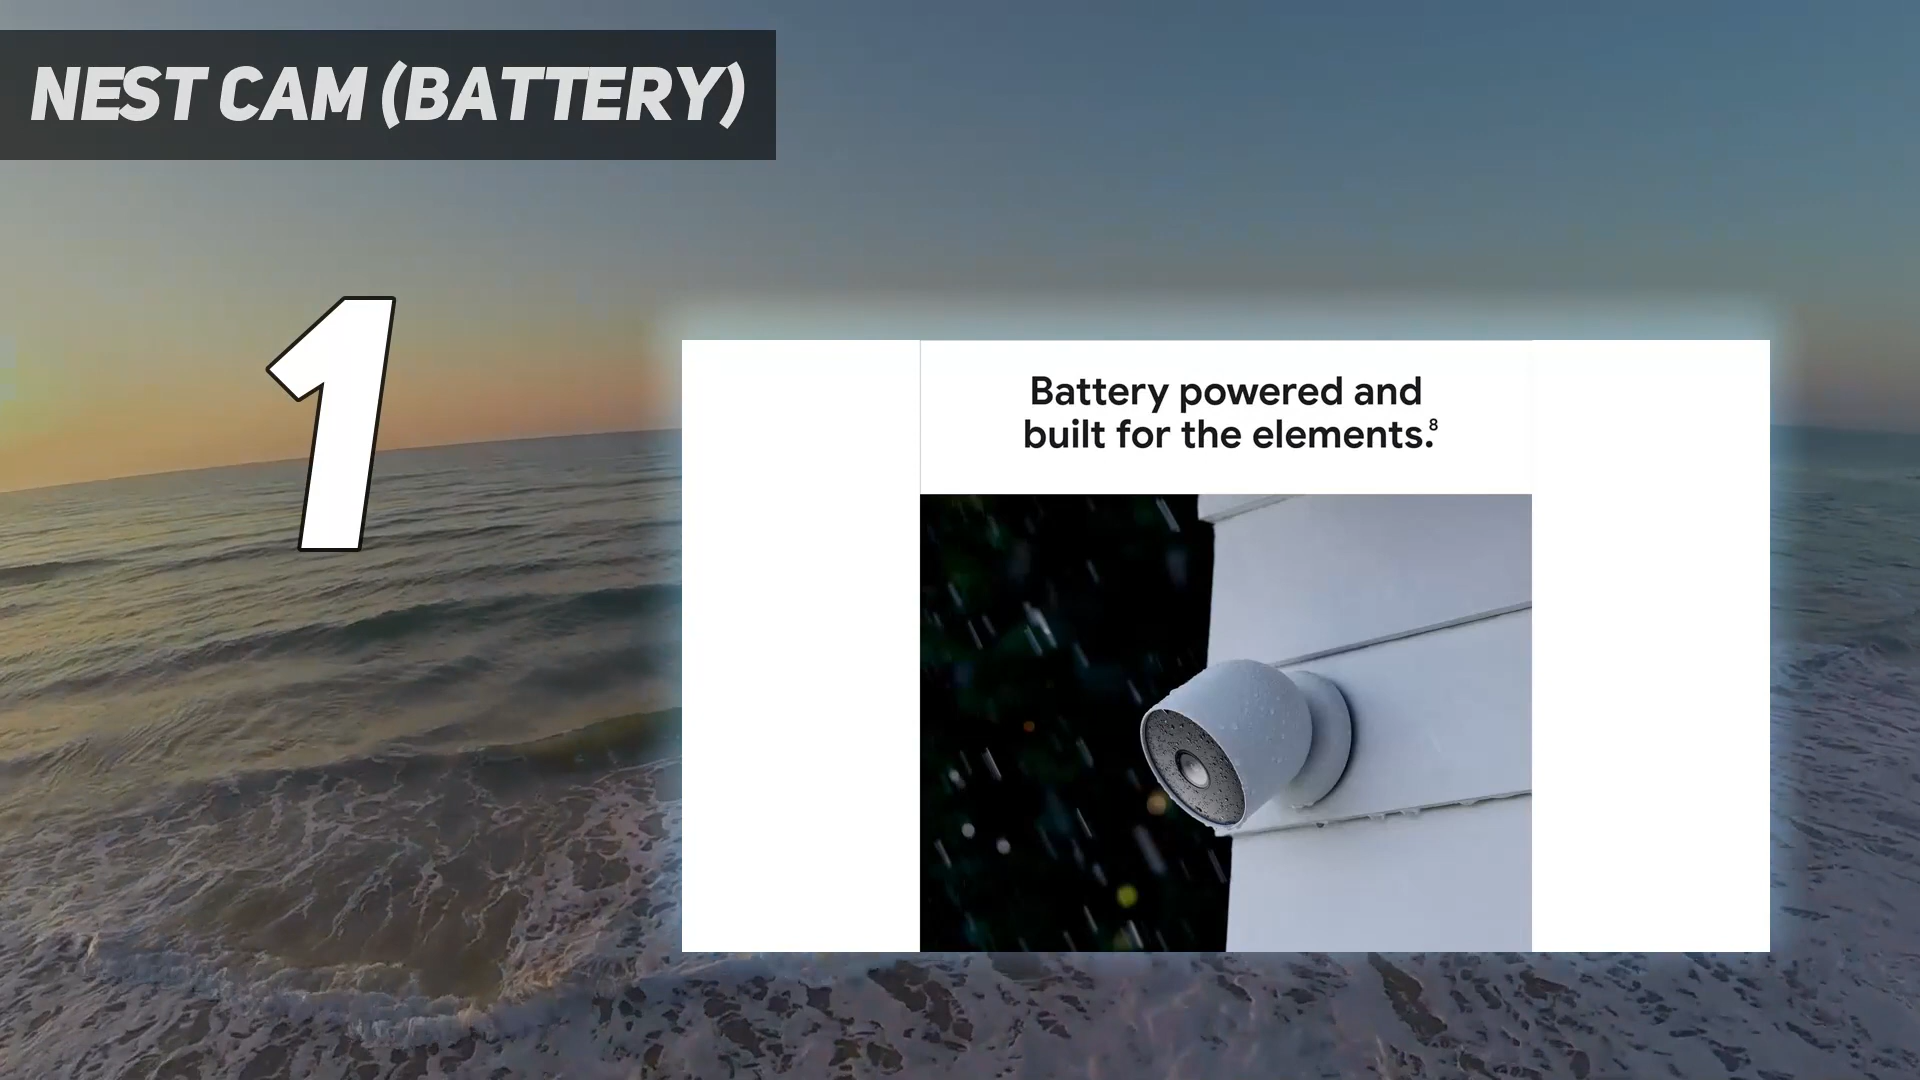 NEST CAM (BATTERY)
1
Battery powered and
built for the elements.⁸